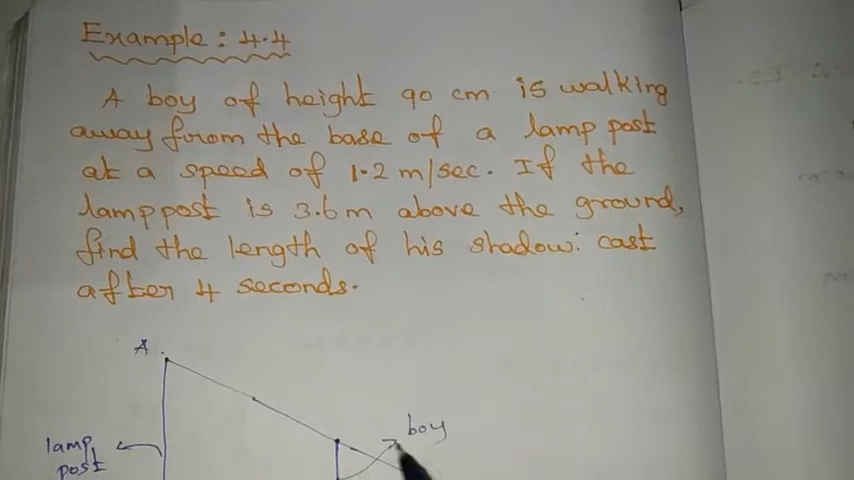 Example: 4.4
A boy of height 90 cm is walking
away from the base of a lamp post
at a speed of 1.2 m/sec. If the
lamppost is 3.6m above the ground,
find the length of his shadow: cast
after 4 seconds.
A
boy
lamp
post